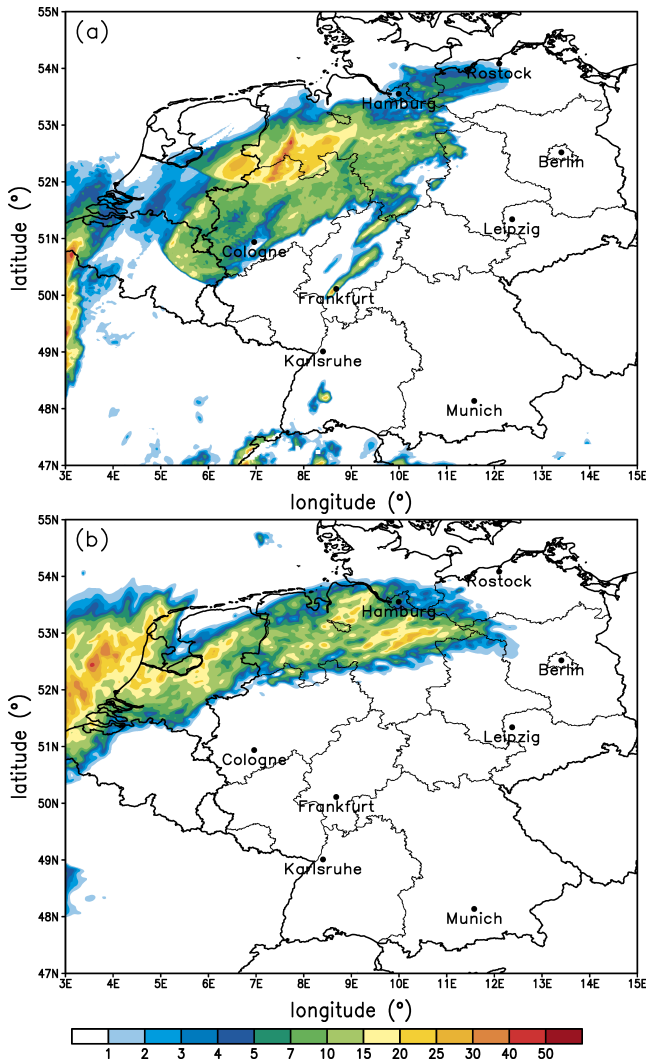 (a)
55N
54N
53N
52N
51N
50N
49N
48N
47N
latitude (°)
Rostock
Hamburg
Berlin
Leipzig
Cologne
Frankfurt
Karlsruhe
Munich
3E 4E 5E 6E 7E 8E 9E 10E 11E 12E 13E 14E 15E
longitude (°)
(b)
55N
54N
53N
52N
51N
50N
49N
48N
47N
latitude (°)
Rostock
Hamburg
Berlin
Leipzig
Cologne
Frankfurt
Karlsruhe
Munich
3E 4E 5E 6E 7E 8E 9E 10E 11E 12E 13E 14E 15E
longitude (°)
1 2 3 4 5 7 10 15 20 25 30 40 50